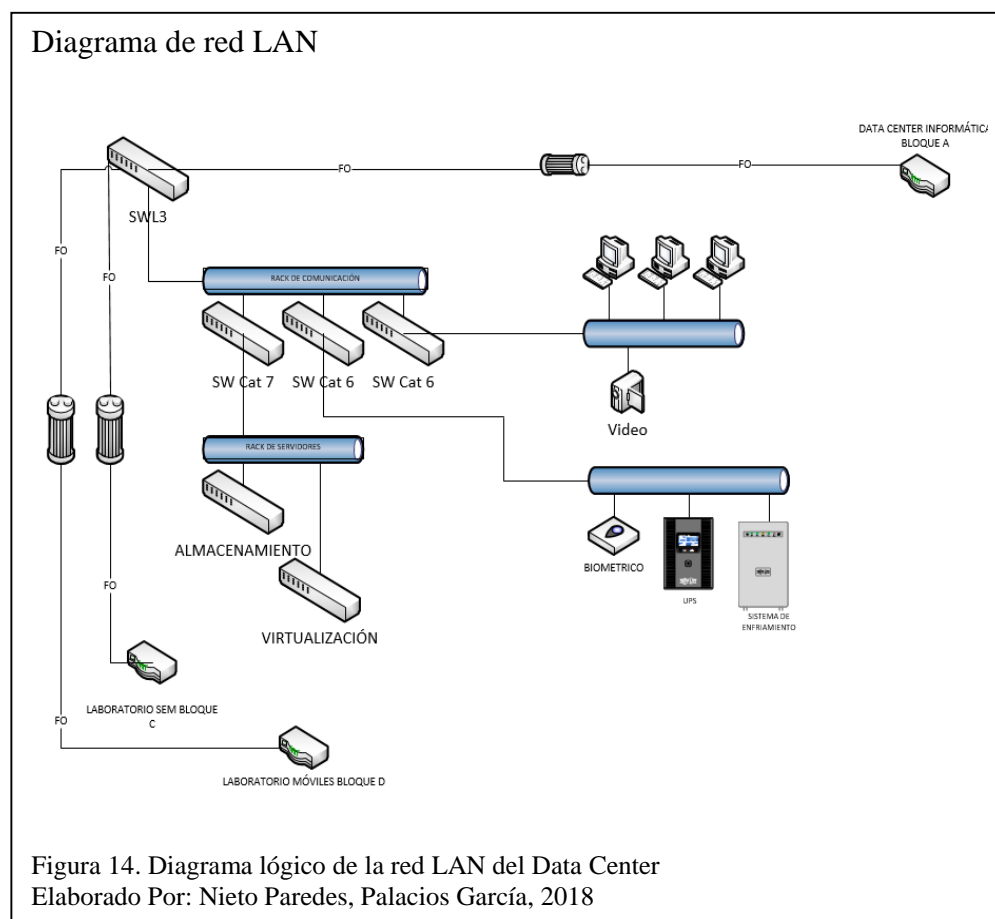 Diagrama de red LAN
DATA CENTER INFORMÁTICA
BLOQUE A
FO
FO
SWL3
FO
FO
RACK DE COMUNICACIÓN
SW Cat 7
SW Cat 6
SW Cat 6
Video
RACK DE SERVIDORES
ALMACENAMIENTO
BIOMETRICO
UPS
SISTEMA DE
ENFRIAMIENTO
FO
VIRTUALIZACIÓN
LABORATORIO SEM BLOQUE
C
FO
LABORATORIO MÓVILES BLOQUE D
Figura 14. Diagrama lógico de la red LAN del Data Center
Elaborado Por: Nieto Paredes, Palacios García, 2018